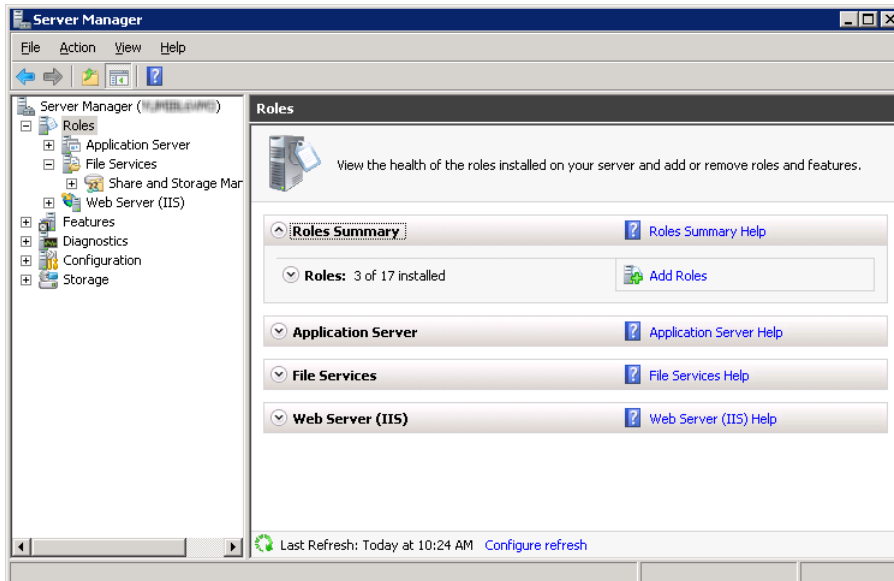 Server Manager
File Action View Help
Server Manager (
Roles
Application Server
File Services
Share and Storage Mar
Web Server (IIS)
Features
Diagnostics
Configuration
Storage
Roles
View the health of the roles installed on your server and add or remove roles and features.
Roles Summary Roles Summary Help
Roles: 3 of 17 installed Add Roles
Application Server Application Server Help
File Services File Services Help
Web Server (IIS) Web Server (IIS) Help
Last Refresh: Today at 10:24 AM Configure refresh